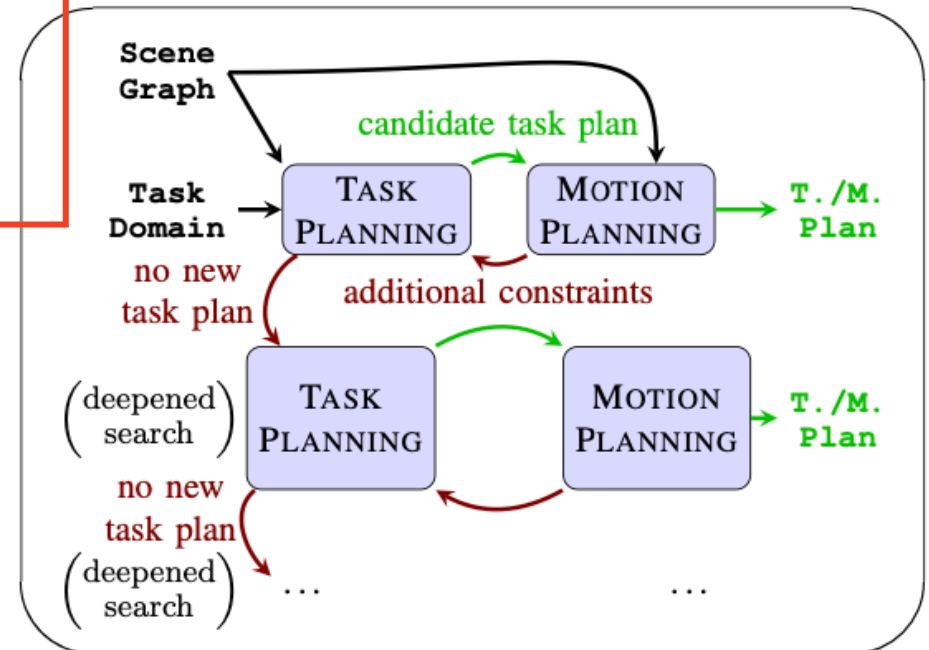 Scene
Graph
candidate task plan
Task
Domain
TASK
PLANNING
MOTION
PLANNING
T./M.
Plan
no new
task plan
additional constraints
(deepened
search)
TASK
PLANNING
MOTION
PLANNING
T./M.
Plan
no new
task plan
(deepened
search)
...
...